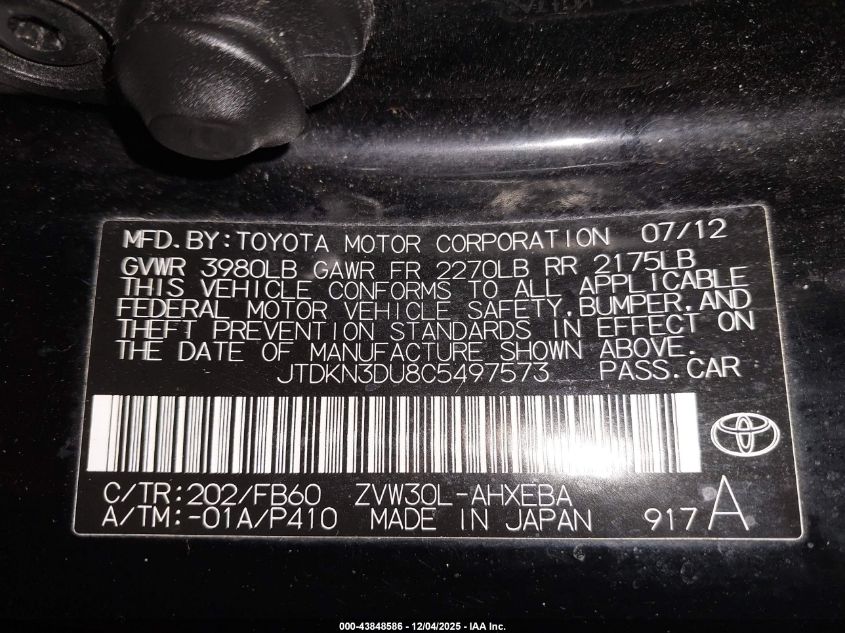 MFD.BY:TOYOTA MOTOR CORPORATION 07/12
GVWR 3980LB GAWR FR 2270LB RR 2175LB
THIS VEHICLE CONFORMS TO ALL APPLICABLE
FEDERAL MOTOR VEHICLE SAFETY,BUMPER,AND
THEFT PREVENTION STANDARDS IN EFFECT ON
THE DATE OF MANUFACTURE SHOWN ABOVE.
JTDKN3DU8C5497573 PASS.CAR
C/TR:202/FB60 ZVW30L-AHXEBA
A/TM:-01A/P410 MADE IN JAPAN 917A
000-43848586 - 12/04/2025 - IAA Inc.